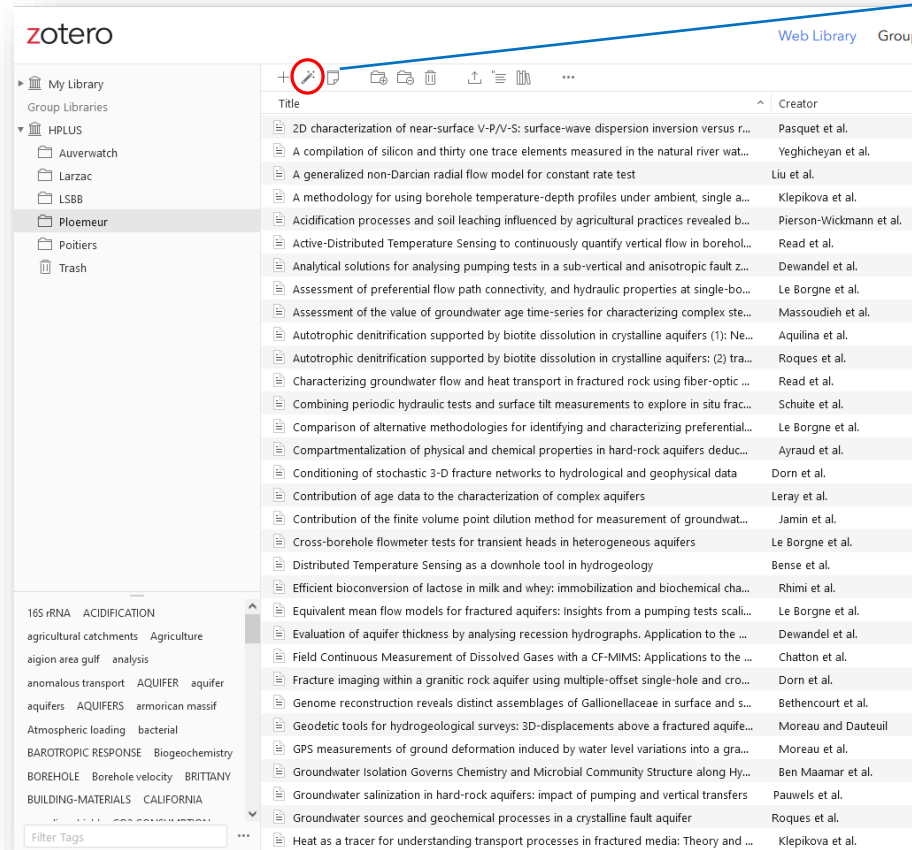 zotero
Web Library Group
My Library
Group Libraries
HPLUS
Auverwatch
Larzac
LSBB
Ploemeur
Poitiers
Trash
Title Creator
2D characterization of near-surface V-P/V-S: surface-wave dispersion inversion versus r... Pasquet et al.
A compilation of silicon and thirty one trace elements measured in the natural river wat... Yeghicheyan et al.
A generalized non-Darcian radial flow model for constant rate test Liu et al.
A methodology for using borehole temperature-depth profiles under ambient, single a... Klepikova et al.
Acidification processes and soil leaching influenced by agricultural practices revealed b... Pierson-Wickmann et al.
Active-Distributed Temperature Sensing to continuously quantify vertical flow in borehol... Read et al.
Analytical solutions for analysing pumping tests in a sub-vertical and anisotropic fault z... Dewandel et al.
Assessment of preferential flow path connectivity, and hydraulic properties at single-bo... Le Borgne et al.
Assessment of the value of groundwater age time-series for characterizing complex ste... Massoudieh et al.
Autotrophic denitrification supported by biotite dissolution in crystalline aquifers (1): Ne... Aquilina et al.
Autotrophic denitrification supported by biotite dissolution in crystalline aquifers: (2) tra... Roques et al.
Characterizing groundwater flow and heat transport in fractured rock using fiber-optic ... Read et al.
Combining periodic hydraulic tests and surface tilt measurements to explore in situ frac... Schuite et al.
Comparison of alternative methodologies for identifying and characterizing preferential... Le Borgne et al.
Compartmentalization of physical and chemical properties in hard-rock aquifers deduc... Ayraud et al.
Conditioning of stochastic 3-D fracture networks to hydrological and geophysical data Dorn et al.
Contribution of age data to the characterization of complex aquifers Leray et al.
Contribution of the finite volume point dilution method for measurement of groundwat... Jamin et al.
Cross-borehole flowmeter tests for transient heads in heterogeneous aquifers Le Borgne et al.
Distributed Temperature Sensing as a downhole tool in hydrogeology Bense et al.
Efficient bioconversion of lactose in milk and whey: immobilization and biochemical cha... Rhimi et al.
Equivalent mean flow models for fractured aquifers: Insights from a pumping tests scali... Le Borgne et al.
Evaluation of aquifer thickness by analysing recession hydrographs. Application to the ... Dewandel et al.
Field Continuous Measurement of Dissolved Gases with a CF-MIMS: Applications to the ... Chatton et al.
Fracture imaging within a granitic rock aquifer using multiple-offset single-hole and cro... Dorn et al.
Genome reconstruction reveals distinct assemblages of Gallionellaceae in surface and s... Bethencourt et al.
Geodetic tools for hydrogeological surveys: 3D-displacements above a fractured aquife... Moreau and Dauteuil
GPS measurements of ground deformation induced by water level variations into a gra... Moreau et al.
Groundwater Isolation Governs Chemistry and Microbial Community Structure along Hy... Ben Maamar et al.
Groundwater salinization in hard-rock aquifers: impact of pumping and vertical transfers Pauwels et al.
Groundwater sources and geochemical processes in a crystalline fault aquifer Roques et al.
Heat as a tracer for understanding transport processes in fractured media: Theory and ... Klepikova et al.
16S rRNA ACIDIFICATION
agricultural catchments Agriculture
aigion area gulf analysis
anomalous transport AQUIFER aquifer
aquifers AQUIFERS armorican massif
Atmospheric loading bacterial
BAROTROPIC RESPONSE Biogeochemistry
BOREHOLE Borehole velocity BRITTANY
BUILDING-MATERIALS CALIFORNIA
Filter Tags